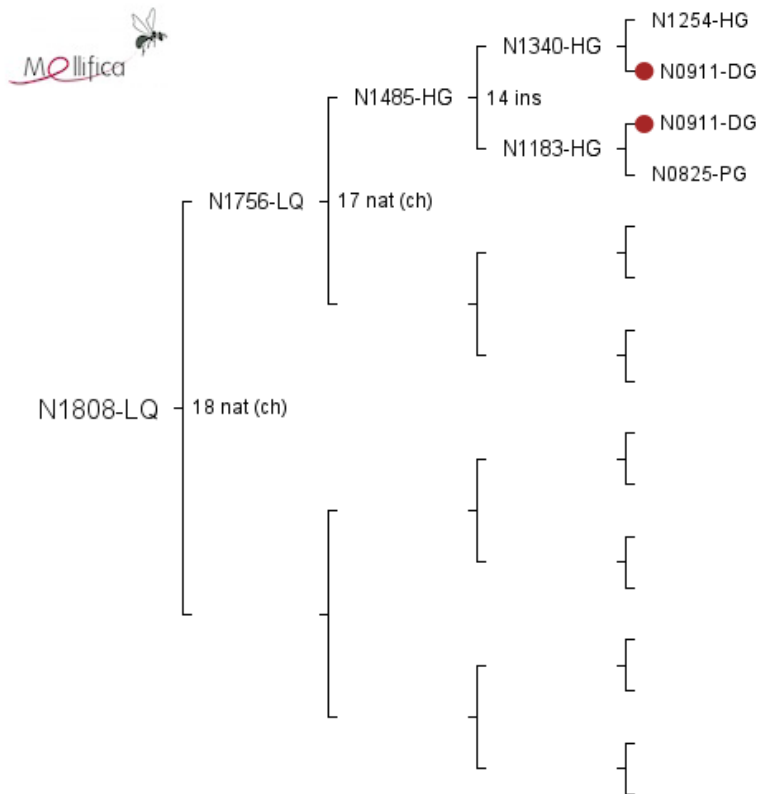 Mellifica
N1254-HG
N1340-HG
N0911-DG
N1485-HG
14 ins
N0911-DG
N1183-HG
N0825-PG
N1756-LQ
17 nat (ch)
N1808-LQ
18 nat (ch)